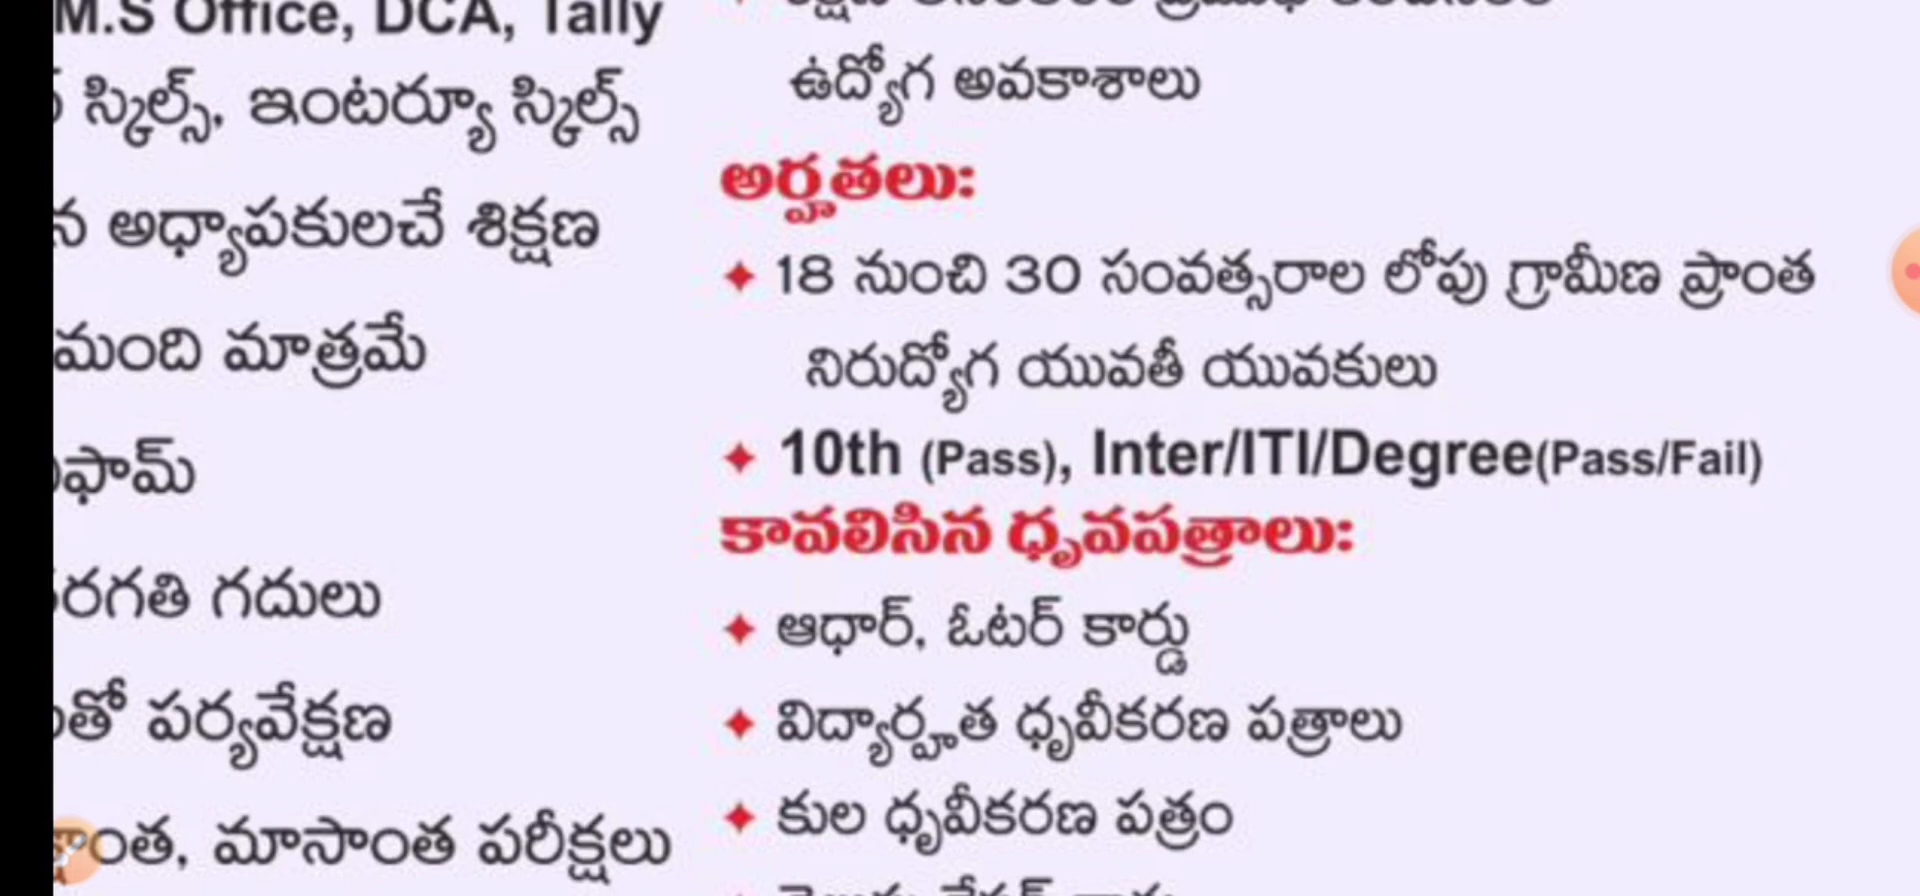 M.S Office, DCA, Tally
స్కిల్స్, ఇంటర్వ్యూ స్కిల్స్
న అధ్యాపకులచే శిక్షణ
మంది మాత్రమే
ఫామ్
రగతి గదులు
తో పర్యవేక్షణ
మాసాంత పరీక్షలు
ఉద్యోగ అవకాశాలు
అర్హతలు:
✦ 18 నుంచి 30 సంవత్సరాల లోపు గ్రామీణ ప్రాంత
నిరుద్యోగ యువతీ యువకులు
✦ 10th (Pass), Inter/ITI/Degree(Pass/Fail)
కావలిసిన ధృవపత్రాలు:
✦ ఆధార్, ఓటర్ కార్డు
✦ విద్యార్హత ధృవీకరణ పత్రాలు
✦ కుల ధృవీకరణ పత్రం